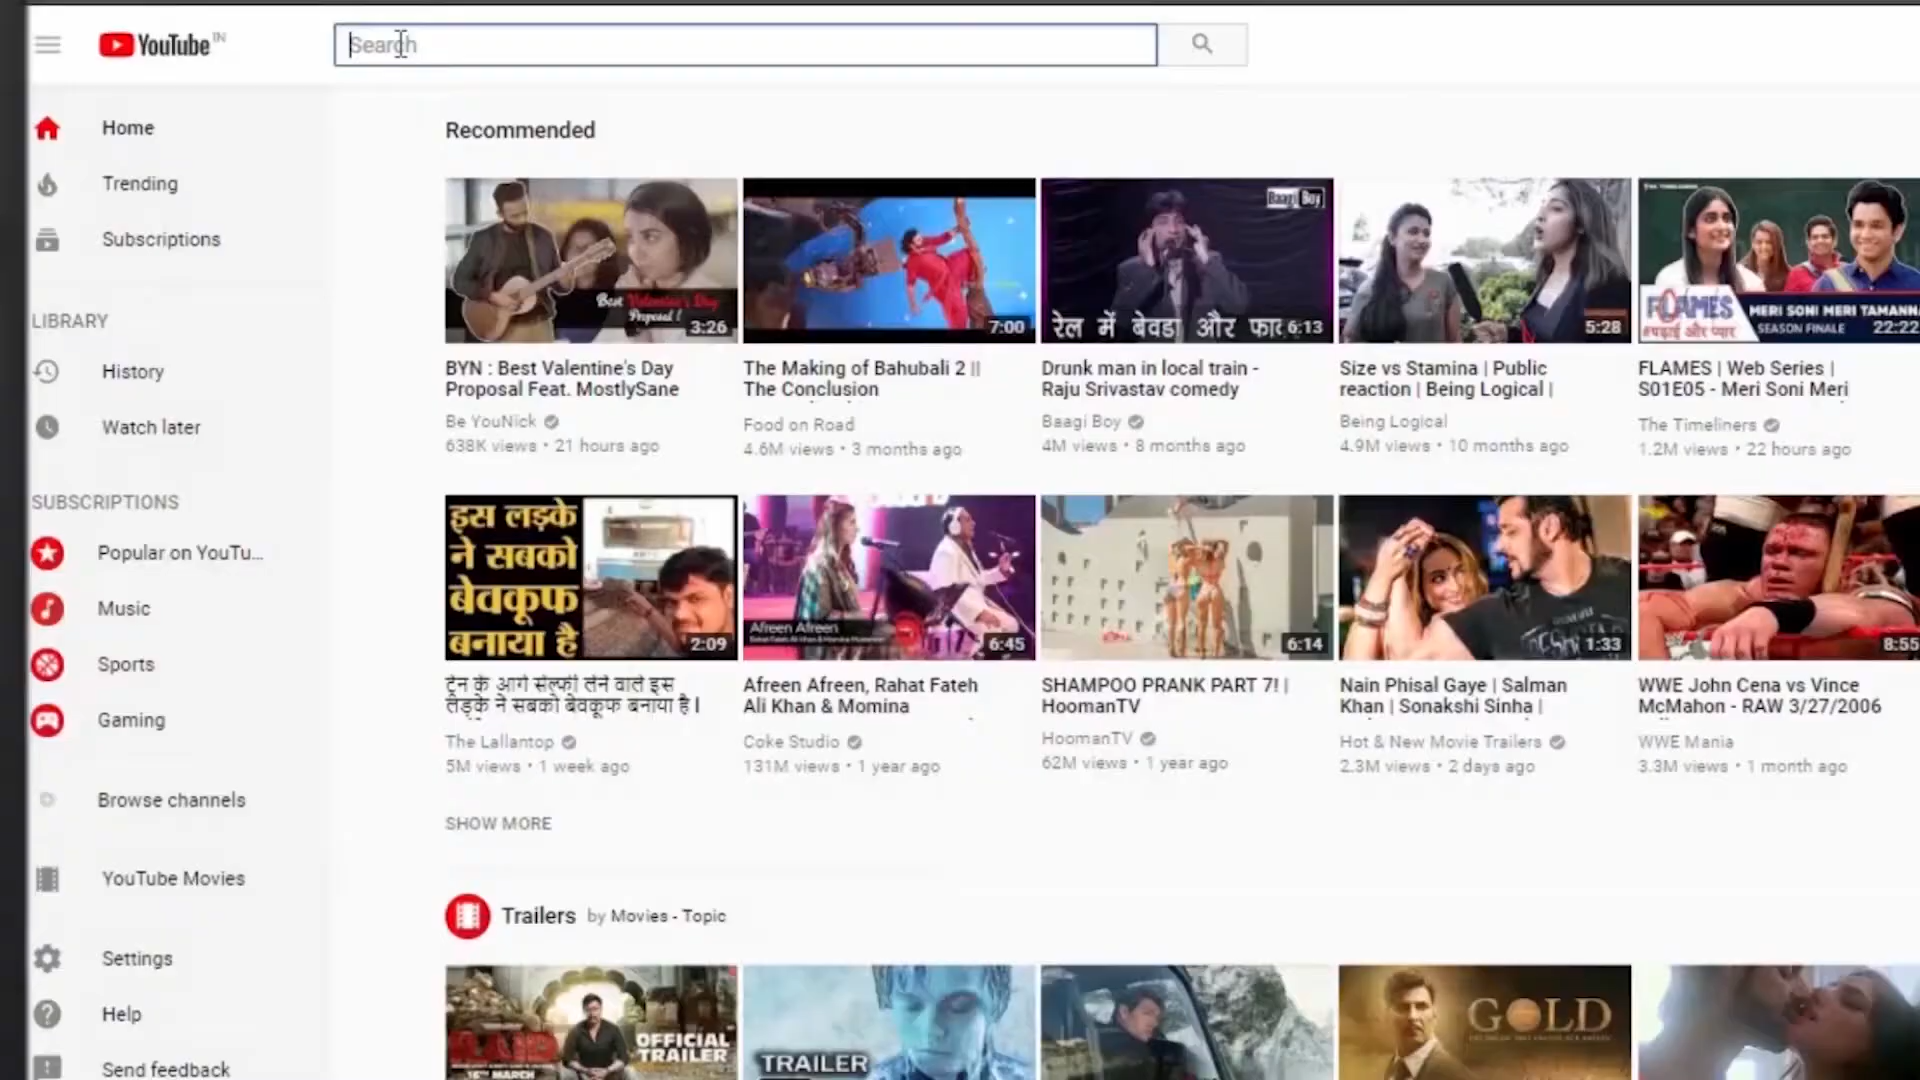 YouTube IN
Search
Home
Trending
Subscriptions
LIBRARY
History
Watch later
SUBSCRIPTIONS
Popular on YouTu...
Music
Sports
Gaming
Browse channels
YouTube Movies
Settings
Help
Send feedback
Recommended
Best Valentine's Day
Proposal !
3:26
7:00
Baagi Boy
रेल में बेवडा और
6:13
5:28
FLAMES
#पढ़ाई और प्यार
MERI SONI MERI TAMANNA
SEASON FINALE
22:22
BYN : Best Valentine's Day
Proposal Feat. MostlySane
Be YouNick
638K views • 21 hours ago
The Making of Bahubali 2 ||
The Conclusion
Food on Road
4.6M views • 3 months ago
Drunk man in local train -
Raju Srivastav comedy
Baagi Boy
4M views • 8 months ago
Size vs Stamina | Public
reaction | Being Logical |
Being Logical
4.9M views • 10 months ago
FLAMES | Web Series |
S01E05 - Meri Soni Meri
The Timeliners
1.2M views • 22 hours ago
इस लड़के
ने सबको
बेवकूफ
बनाया है
2:09
Afreen Afreen
6:45
6:14
1:33
8:55
ट्रेन के आगे सेल्फी लेने वाले इस
लड़के ने सबको बेवकूफ बनाया है I
The Lallantop
5M views • 1 week ago
Afreen Afreen, Rahat Fateh
Ali Khan & Momina
Coke Studio
131M views • 1 year ago
SHAMPOO PRANK PART 7! |
HoomanTV
HoomanTV
62M views • 1 year ago
Nain Phisal Gaye | Salman
Khan | Sonakshi Sinha |
Hot & New Movie Trailers
2.3M views • 2 days ago
WWE John Cena vs Vince
McMahon - RAW 3/27/2006
WWE Mania
3.3M views • 1 month ago
SHOW MORE
Trailers by Movies - Topic
RAID
OFFICIAL
TRAILER
16TH MARCH
TRAILER
GOLD